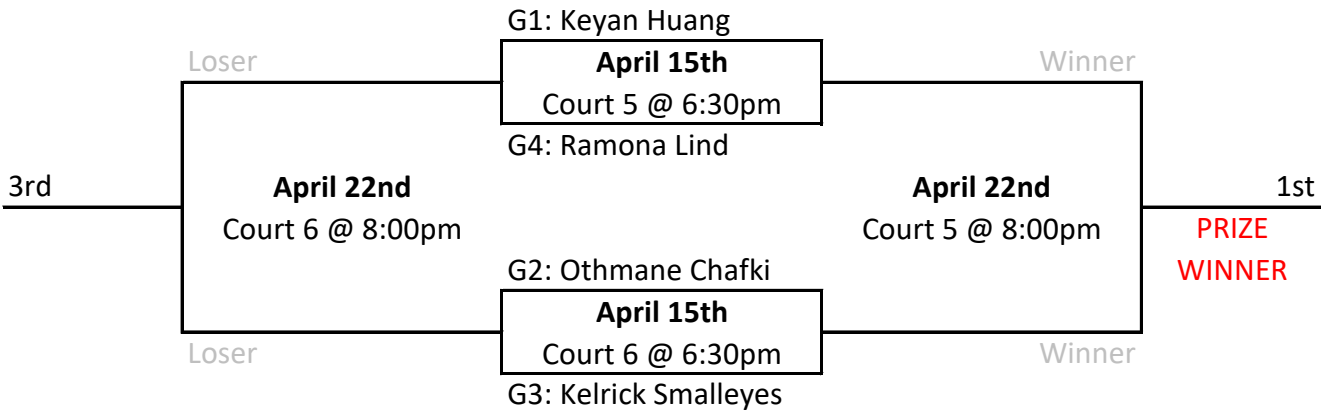 G1: Keyan Huang
Loser
April 15th
Winner
Court 5 @ 6:30pm
G4: Ramona Lind
3rd
April 22nd
April 22nd
1st
Court 6 @ 8:00pm
Court 5 @ 8:00pm
PRIZE
G2: Othmane Chafki
WINNER
April 15th
Loser
Court 6 @ 6:30pm
Winner
G3: Kelrick Smalleyes